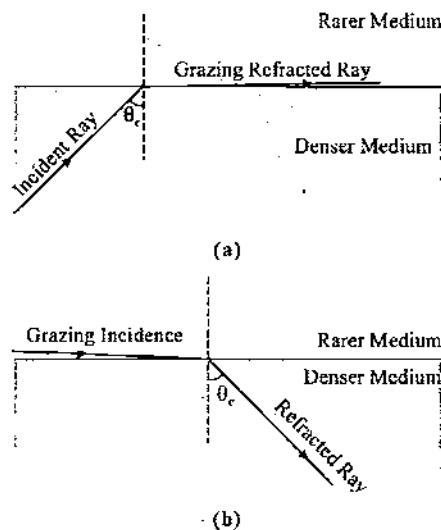 Rarer Medium
Grazing Refracted Ray
θc
Incident Ray
Denser Medium
(a)
Grazing Incidence
Rarer Medium
Denser Medium
θc
Refracted Ray
(b)